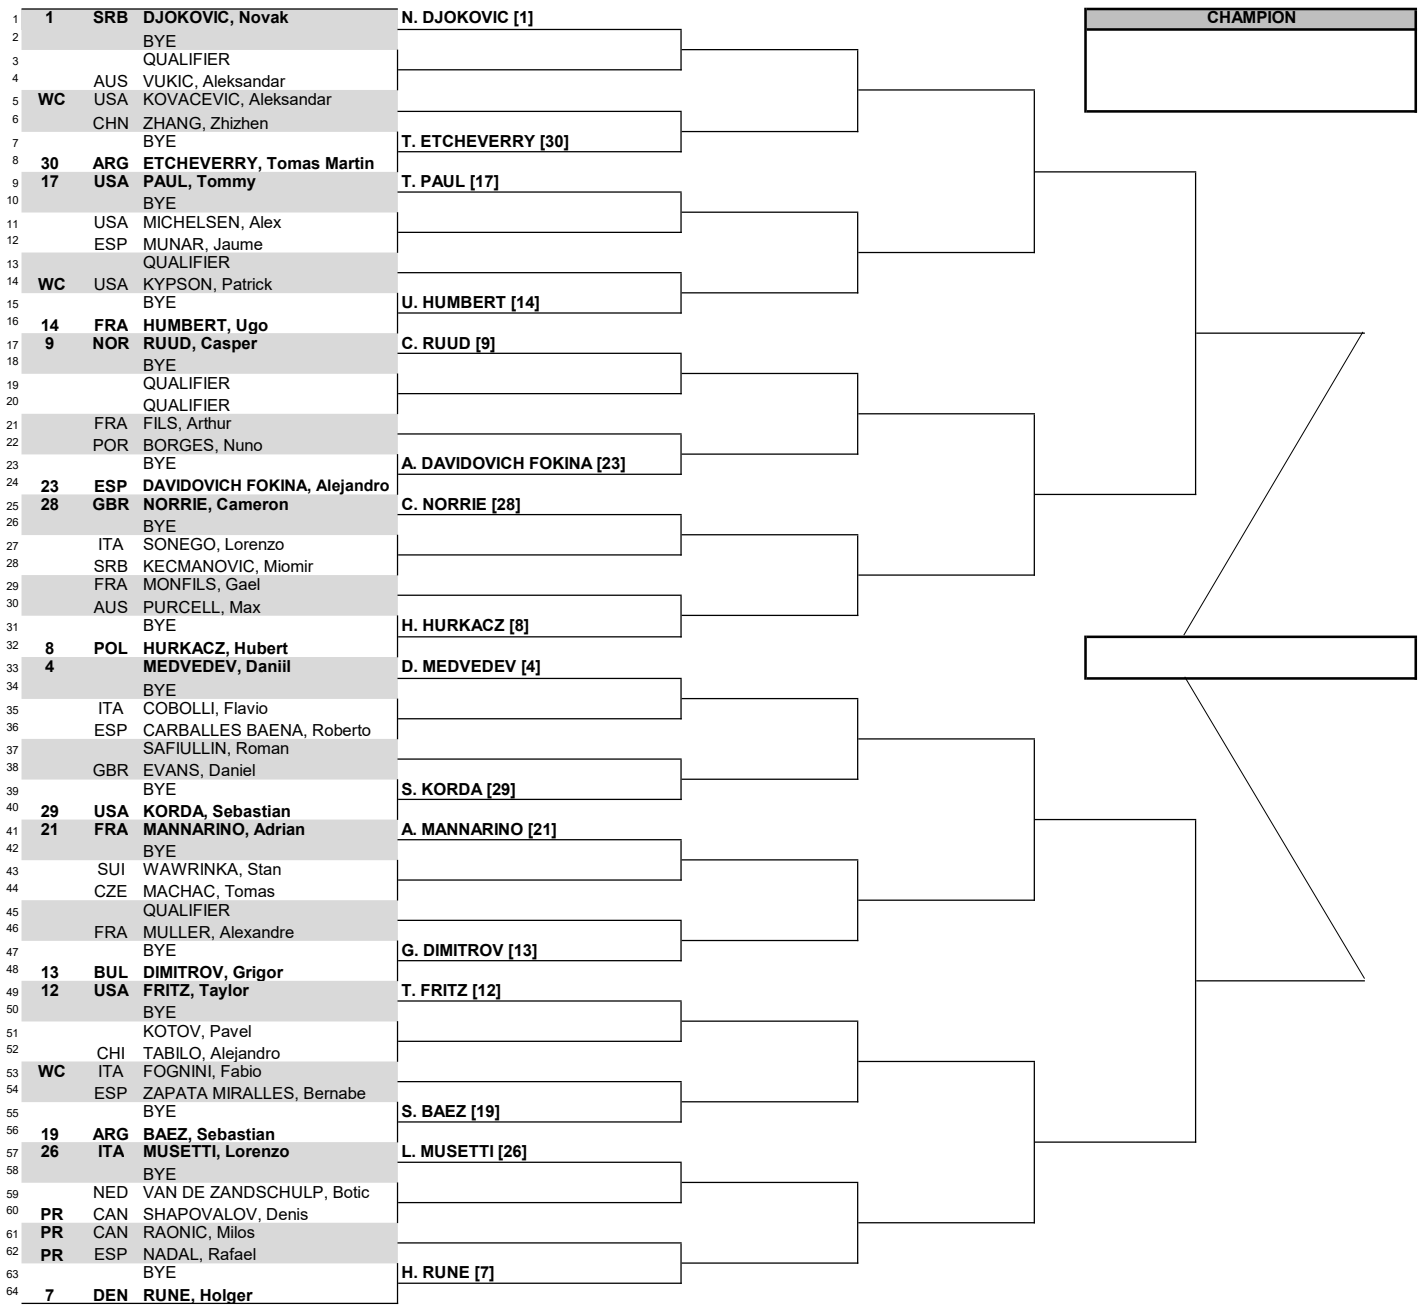 1 1 SRB DJOKOVIC, Novak N. DJOKOVIC [1] CHAMPION
2 BYE
3 QUALIFIER
4 AUS VUKIC, Aleksandar
5 WC USA KOVACEVIC, Aleksandar
6 CHN ZHANG, Zhizhen
7 BYE T. ETCHEVERRY [30]
8 30 ARG ETCHEVERRY, Tomas Martin
9 17 USA PAUL, Tommy T. PAUL [17]
10 BYE
11 USA MICHELSEN, Alex
12 ESP MUNAR, Jaume
13 QUALIFIER
14 WC USA KYPSON, Patrick
15 BYE U. HUMBERT [14]
16 14 FRA HUMBERT, Ugo
17 9 NOR RUUD, Casper C. RUUD [9]
18 BYE
19 QUALIFIER
20 QUALIFIER
21 FRA FILS, Arthur
22 POR BORGES, Nuno
23 BYE A. DAVIDOVICH FOKINA [23]
24 23 ESP DAVIDOVICH FOKINA, Alejandro
25 28 GBR NORRIE, Cameron C. NORRIE [28]
26 BYE
27 ITA SONEGO, Lorenzo
28 SRB KECMANOVIC, Miomir
29 FRA MONFILS, Gael
30 AUS PURCELL, Max
31 BYE H. HURKACZ [8]
32 8 POL HURKACZ, Hubert
33 4 MEDVEDEV, Daniil D. MEDVEDEV [4]
34 BYE
35 ITA COBOLLI, Flavio
36 ESP CARBALLES BAENA, Roberto
37 SAFIULLIN, Roman
38 GBR EVANS, Daniel
39 BYE S. KORDA [29]
40 29 USA KORDA, Sebastian
41 21 FRA MANNARINO, Adrian A. MANNARINO [21]
42 BYE
43 SUI WAWRINKA, Stan
44 CZE MACHAC, Tomas
45 QUALIFIER
46 FRA MULLER, Alexandre
47 BYE G. DIMITROV [13]
48 13 BUL DIMITROV, Grigor
49 12 USA FRITZ, Taylor T. FRITZ [12]
50 BYE
51 KOTOV, Pavel
52 CHI TABILO, Alejandro
53 WC ITA FOGNINI, Fabio
54 ESP ZAPATA MIRALLES, Bernabe
55 BYE S. BAEZ [19]
56 19 ARG BAEZ, Sebastian
57 26 ITA MUSETTI, Lorenzo L. MUSETTI [26]
58 BYE
59 NED VAN DE ZANDSCHULP, Botic
60 PR CAN SHAPOVALOV, Denis
61 PR CAN RAONIC, Milos
62 PR ESP NADAL, Rafael
63 BYE H. RUNE [7]
64 7 DEN RUNE, Holger